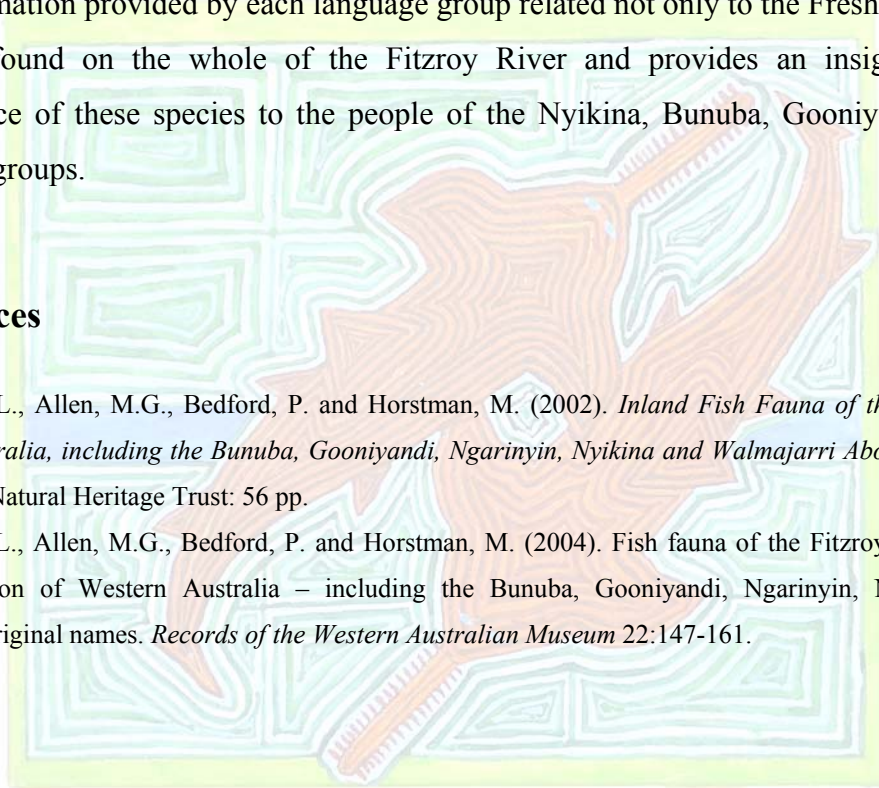 mation provided by each language group related not only to the Fresh
found on the whole of the Fitzroy River and provides an insig
ce of these species to the people of the Nyikina, Bunuba, Gooniy
groups.
ces
L., Allen, M.G., Bedford, P. and Horstman, M. (2002). Inland Fish Fauna of th
ralia, including the Bunuba, Gooniyandi, Ngarinyin, Nyikina and Walmajarri Abo
Natural Heritage Trust: 56 pp.
L., Allen, M.G., Bedford, P. and Horstman, M. (2004). Fish fauna of the Fitzroy
on of Western Australia – including the Bunuba, Gooniyandi, Ngarinyin, N
riginal names. Records of the Western Australian Museum 22:147-161.